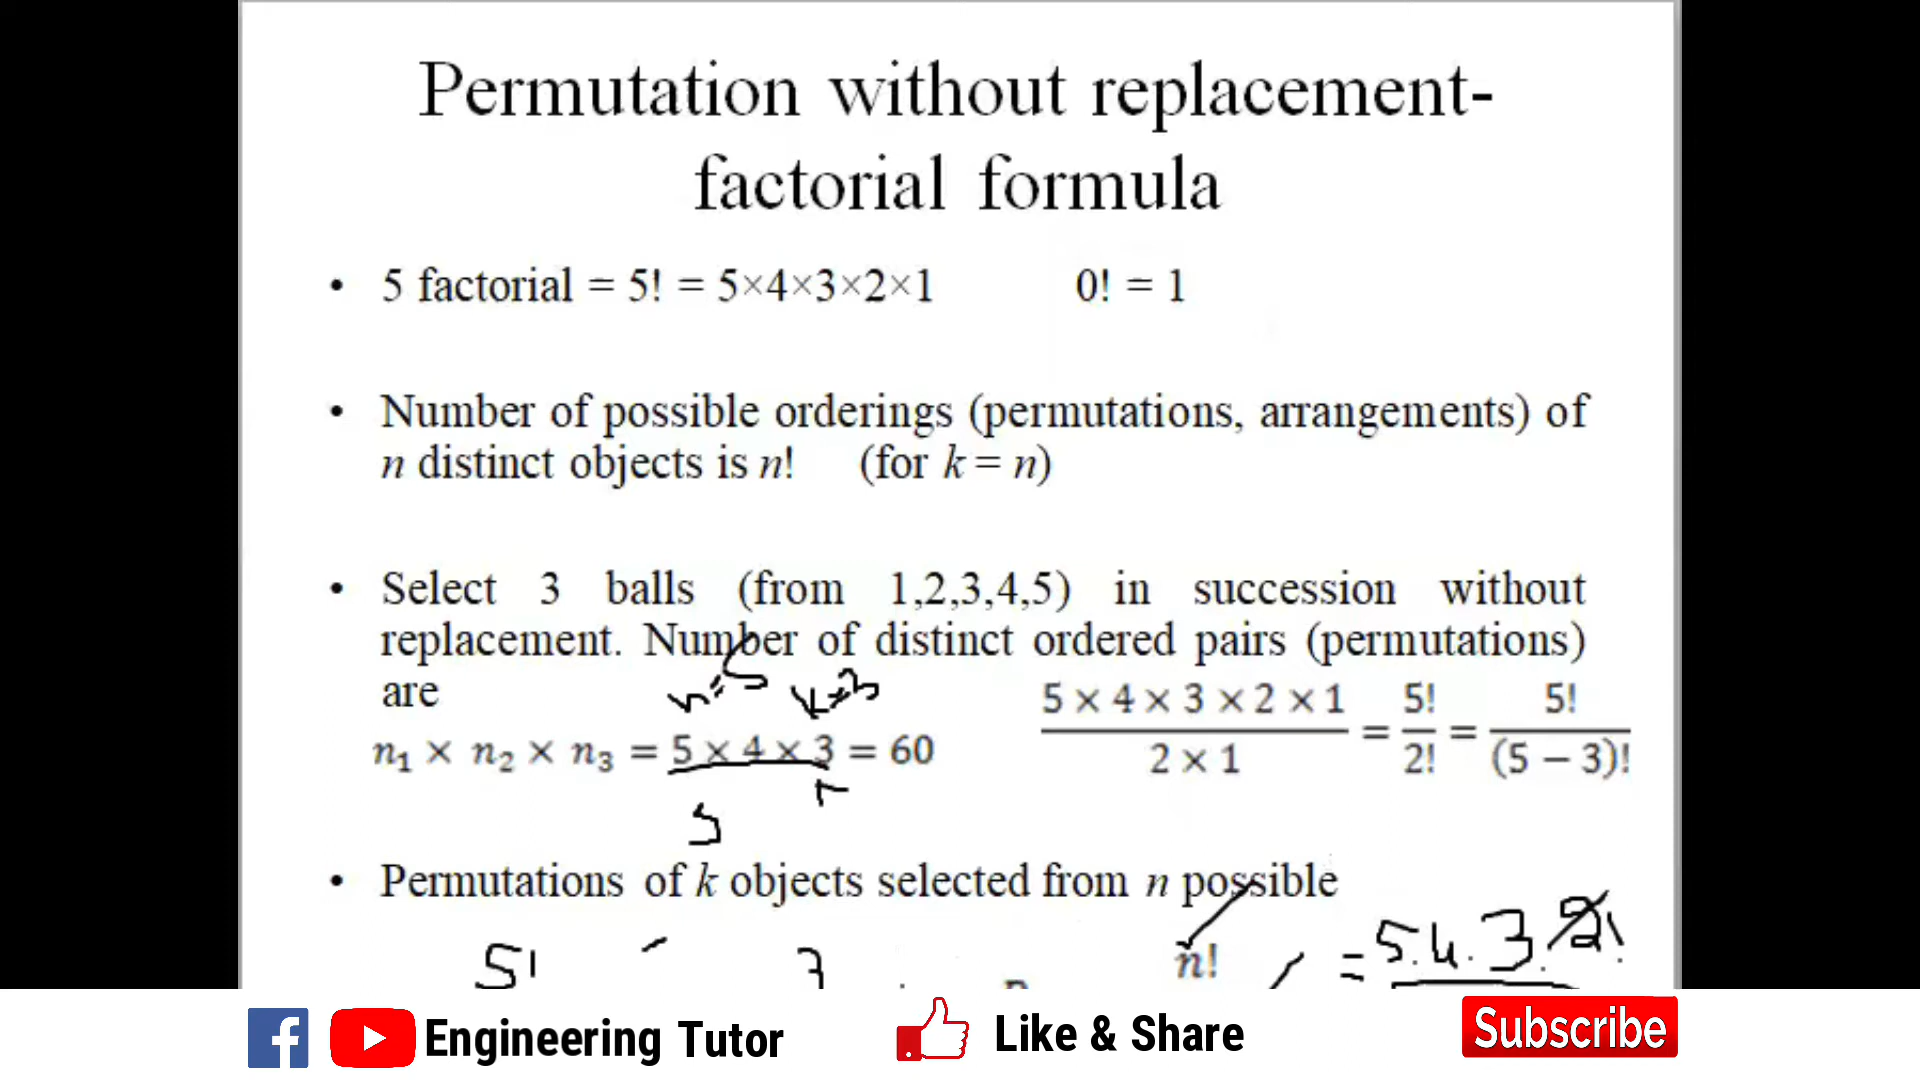 Permutation without replacement-
factorial formula
• 5 factorial = 5! = 5×4×3×2×1 0! = 1
• Number of possible orderings (permutations, arrangements) of
n distinct objects is n! (for k = n)
• Select 3 balls (from 1,2,3,4,5) in succession without
replacement. Number of distinct ordered pairs (permutations)
are
n=5 k=3
n₁ × n₂ × n₃ = 5 × 4 × 3 = 60
5 × 4 × 3 × 2 × 1 / 2 × 1 = 5! / 2! = 5! / (5 − 3)!
5
• Permutations of k objects selected from n possible
5!
n! = 5.4.3.2!
Engineering Tutor
Like & Share
Subscribe